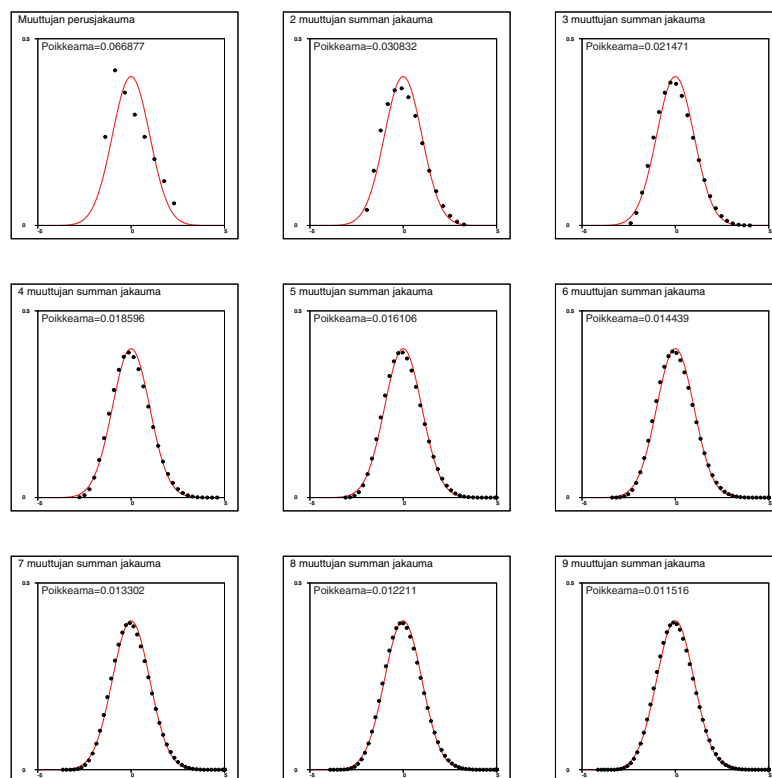 Muuttujan perusjakauma
0.5
Poikkeama=0.066877
0
-5
0
5
2 muuttujan summan jakauma
0.5
Poikkeama=0.030832
0
-5
0
5
3 muuttujan summan jakauma
0.5
Poikkeama=0.021471
0
-5
0
5
4 muuttujan summan jakauma
0.5
Poikkeama=0.018596
0
-5
0
5
5 muuttujan summan jakauma
0.5
Poikkeama=0.016106
0
-5
0
5
6 muuttujan summan jakauma
0.5
Poikkeama=0.014439
0
-5
0
5
7 muuttujan summan jakauma
0.5
Poikkeama=0.013302
0
-5
0
5
8 muuttujan summan jakauma
0.5
Poikkeama=0.012211
0
-5
0
5
9 muuttujan summan jakauma
0.5
Poikkeama=0.011516
0
-5
0
5